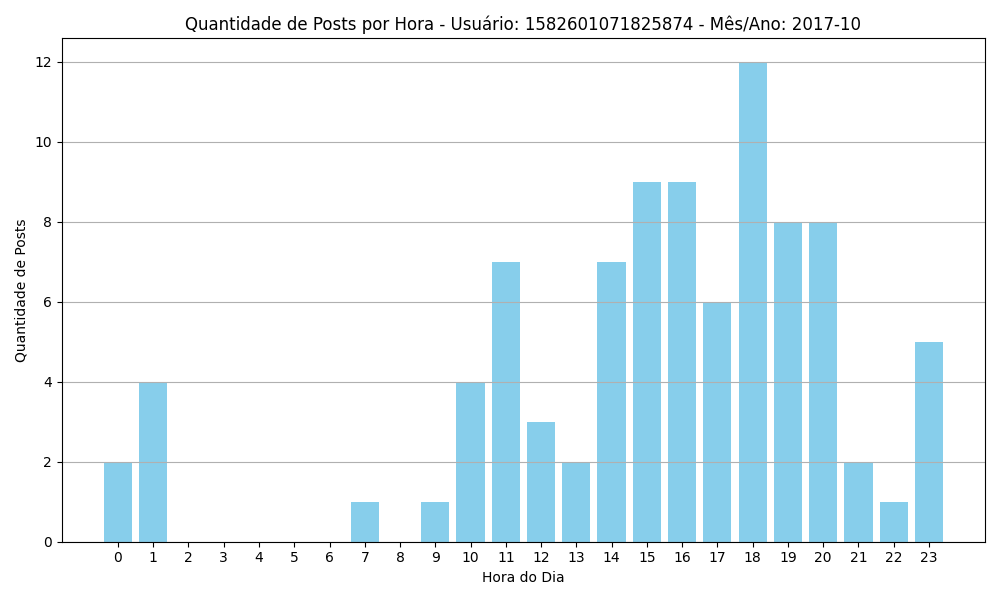 Quantidade de Posts por Hora - Usuário: 1582601071825874 - Mês/Ano: 2017-10
Quantidade de Posts
12
10
8
6
4
2
0
0 1 2 3 4 5 6 7 8 9 10 11 12 13 14 15 16 17 18 19 20 21 22 23
Hora do Dia